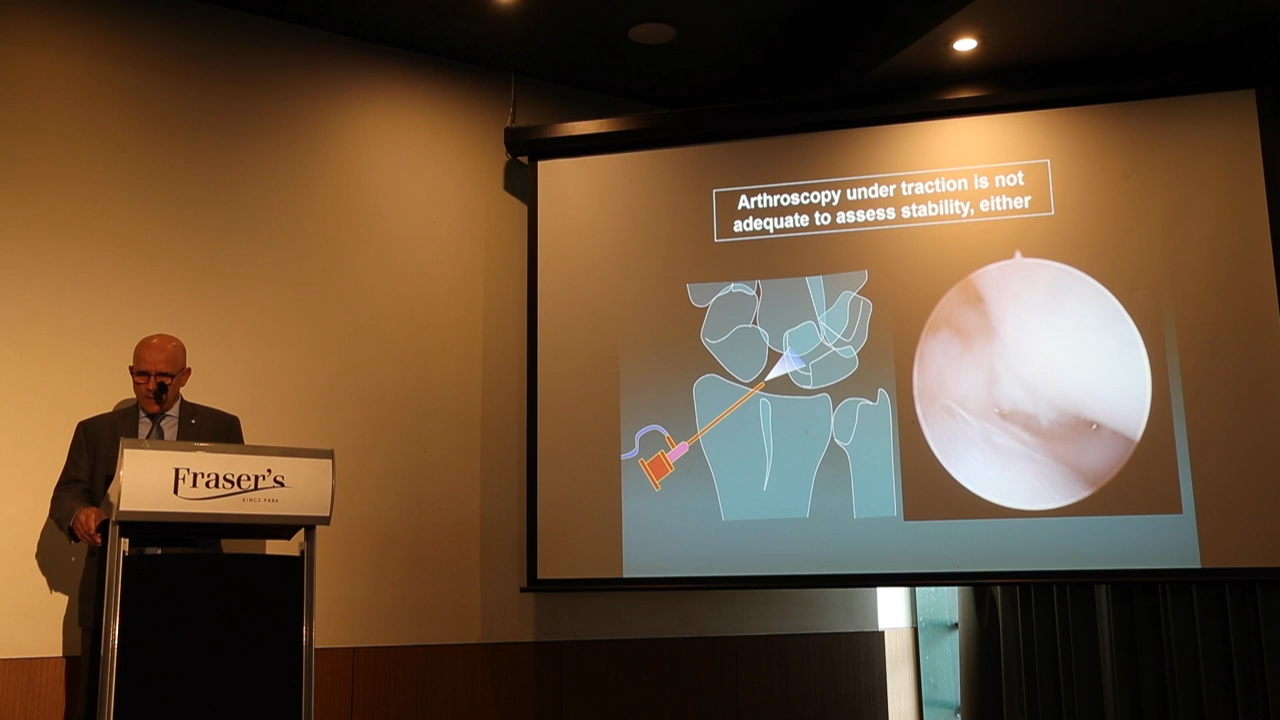 Arthroscopy under traction is not
adequate to assess stability, either
Fraser's
KINGS PARK